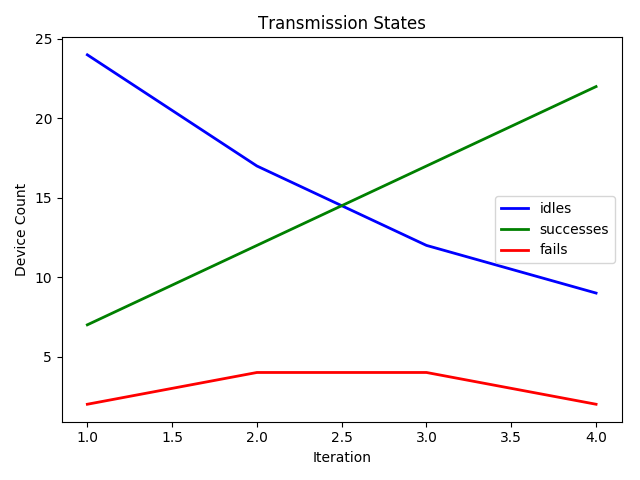 Transmission States
25
20
15
10
5
Device Count
idles
successes
fails
1.0 1.5 2.0 2.5 3.0 3.5 4.0
Iteration